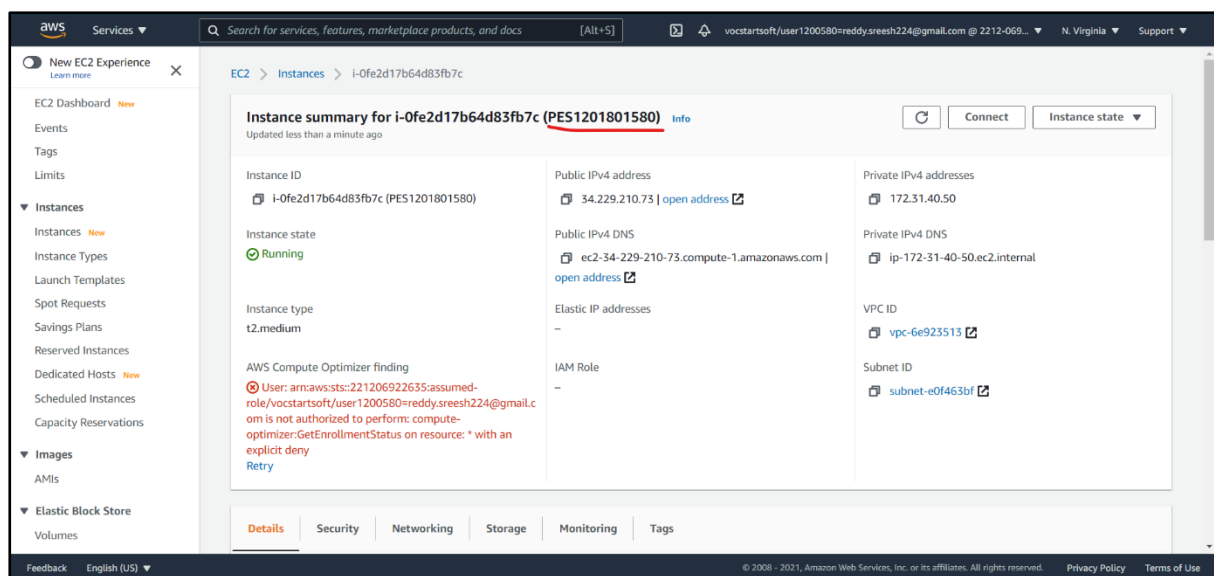 aws
Services ▼
Search for services, features, marketplace products, and docs
[Alt+S]
vocstartsoft/user1200580=reddy.sreesh224@gmail.com @ 2212-069... ▼
N. Virginia ▼
Support ▼
New EC2 Experience
Learn more
EC2 Dashboard New
Events
Tags
Limits
▼ Instances
Instances New
Instance Types
Launch Templates
Spot Requests
Savings Plans
Reserved Instances
Dedicated Hosts New
Scheduled Instances
Capacity Reservations
▼ Images
AMIs
▼ Elastic Block Store
Volumes
EC2 > Instances > i-0fe2d17b64d83fb7c
Instance summary for i-0fe2d17b64d83fb7c (PES1201801580) Info
Updated less than a minute ago
Connect
Instance state ▼
Instance ID
i-0fe2d17b64d83fb7c (PES1201801580)
Public IPv4 address
34.229.210.73 | open address
Private IPv4 addresses
172.31.40.50
Instance state
Running
Public IPv4 DNS
ec2-34-229-210-73.compute-1.amazonaws.com |
open address
Private IPv4 DNS
ip-172-31-40-50.ec2.internal
Instance type
t2.medium
Elastic IP addresses
–
VPC ID
vpc-6e923513
AWS Compute Optimizer finding
User: arn:aws:sts::221206922635:assumed-
role/vocstartsoft/user1200580=reddy.sreesh224@gmail.c
om is not authorized to perform: compute-
optimizer:GetEnrollmentStatus on resource: * with an
explicit deny
Retry
IAM Role
–
Subnet ID
subnet-e0f463bf
Details
Security
Networking
Storage
Monitoring
Tags
Feedback
English (US) ▼
© 2008 - 2021, Amazon Web Services, Inc. or its affiliates. All rights reserved.
Privacy Policy
Terms of Use